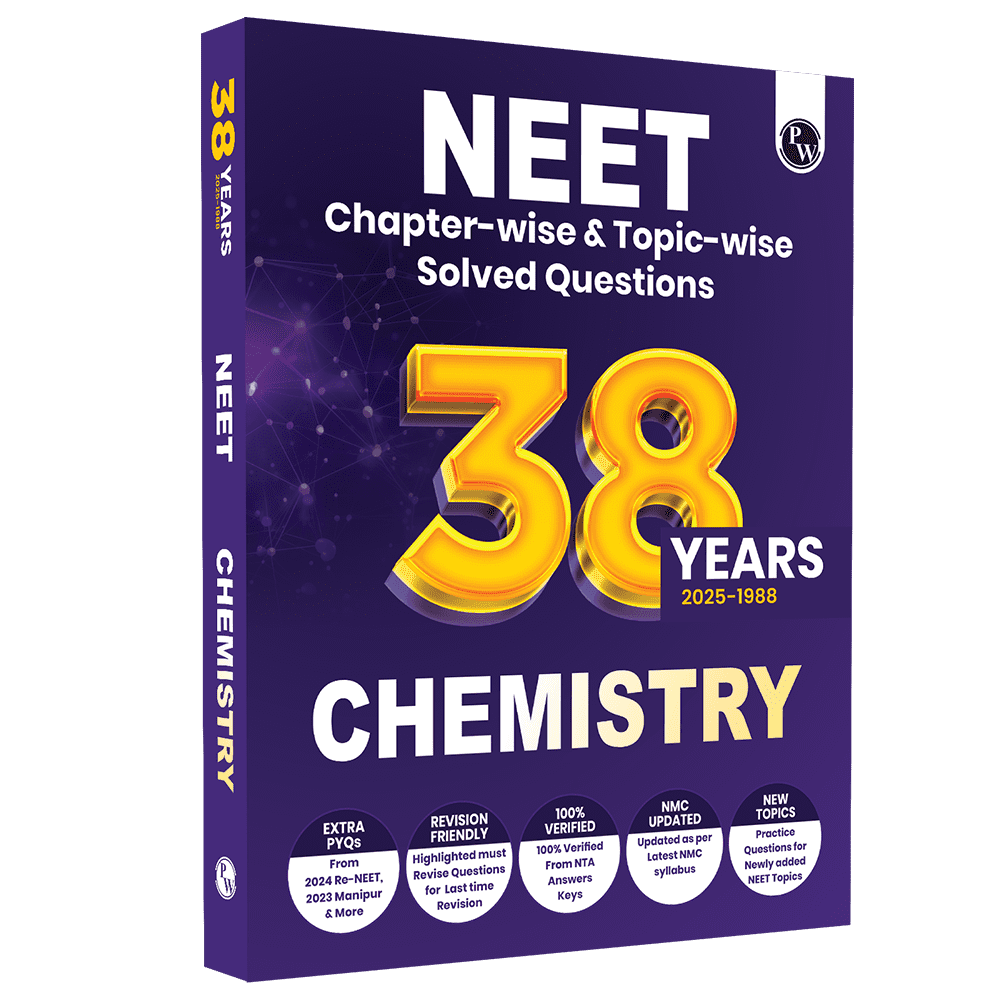 NEET
Chapter-wise & Topic-wise
Solved Questions
38
YEARS
2025-1988
CHEMISTRY
EXTRA
PYQs
From
2024 Re-NEET,
2023 Manipur
& More
REVISION
FRIENDLY
Highlighted must
Revise Questions
for Last time
Revision
100%
VERIFIED
100% Verified
From NTA
Answers
Keys
NMC
UPDATED
Updated as per
Latest NMC
syllabus
NEW
TOPICS
Practice
Questions for
Newly added
NEET Topics
PW
38 YEARS
2025-1988
NEET
CHEMISTRY
PW